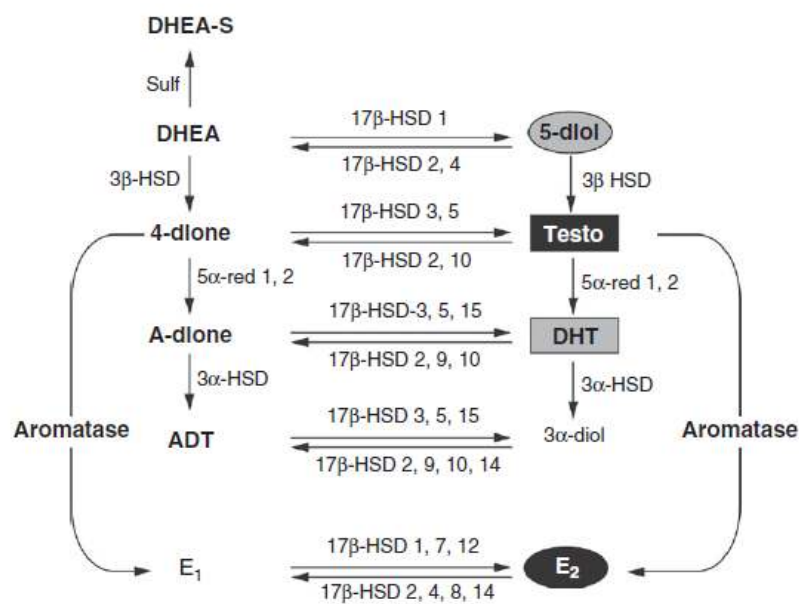 DHEA-S
Sulf
DHEA
17β-HSD 1
17β-HSD 2, 4
5-dlol
3β-HSD
3β HSD
4-dlone
17β-HSD 3, 5
17β-HSD 2, 10
Testo
5α-red 1, 2
5α-red 1, 2
A-dlone
17β-HSD-3, 5, 15
17β-HSD 2, 9, 10
DHT
3α-HSD
3α-HSD
Aromatase
ADT
17β-HSD 3, 5, 15
17β-HSD 2, 9, 10, 14
3α-diol
Aromatase
E₁
17β-HSD 1, 7, 12
17β-HSD 2, 4, 8, 14
E₂